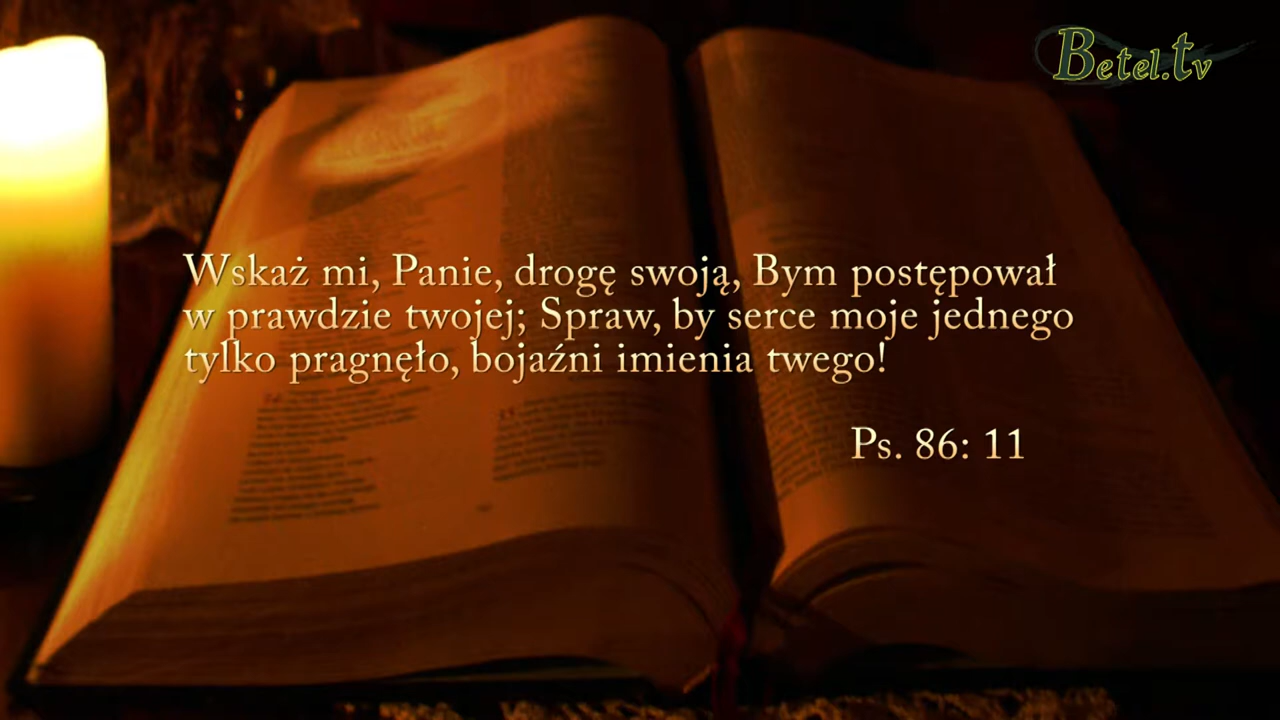 Betel.tv
Wskaż mi, Panie, drogę swoją, Bym postępował
w prawdzie twojej; Spraw, by serce moje jednego
tylko pragnęło, bojaźni imienia twego!
Ps. 86: 11